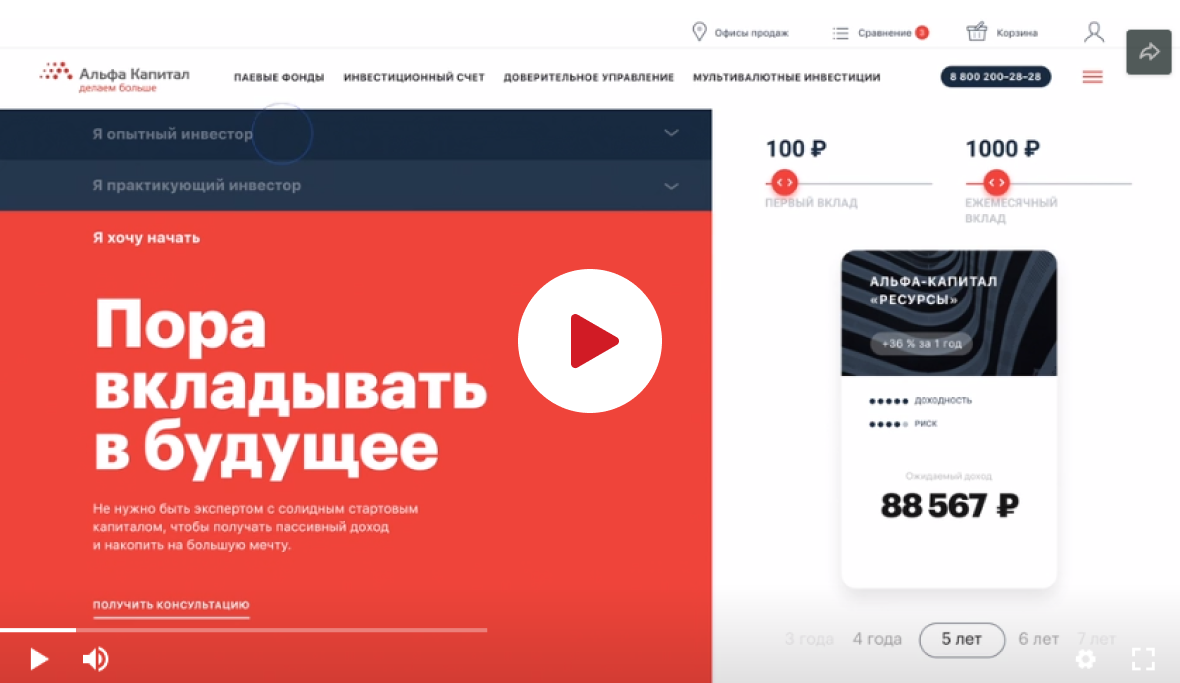 Офисы продаж
Сравнение 3
Корзина
Альфа Капитал
делаем больше
ПАЕВЫЕ ФОНДЫ
ИНВЕСТИЦИОННЫЙ СЧЕТ
ДОВЕРИТЕЛЬНОЕ УПРАВЛЕНИЕ
МУЛЬТИВАЛЮТНЫЕ ИНВЕСТИЦИИ
8 800 200-28-28
Я опытный инвестор
Я практикующий инвестор
Я хочу начать
Пора
вкладывать
в будущее
Не нужно быть экспертом с солидным стартовым
капиталом, чтобы получать пассивный доход
и накопить на большую мечту.
ПОЛУЧИТЬ КОНСУЛЬТАЦИЮ
100 ₽
ПЕРВЫЙ ВКЛАД
1000 ₽
ЕЖЕМЕСЯЧНЫЙ
ВКЛАД
АЛЬФА-КАПИТАЛ
«РЕСУРСЫ»
+36 % за 1 год
ДОХОДНОСТЬ
РИСК
Ожидаемый доход
88 567 ₽
3 года
4 года
5 лет
6 лет
7 лет